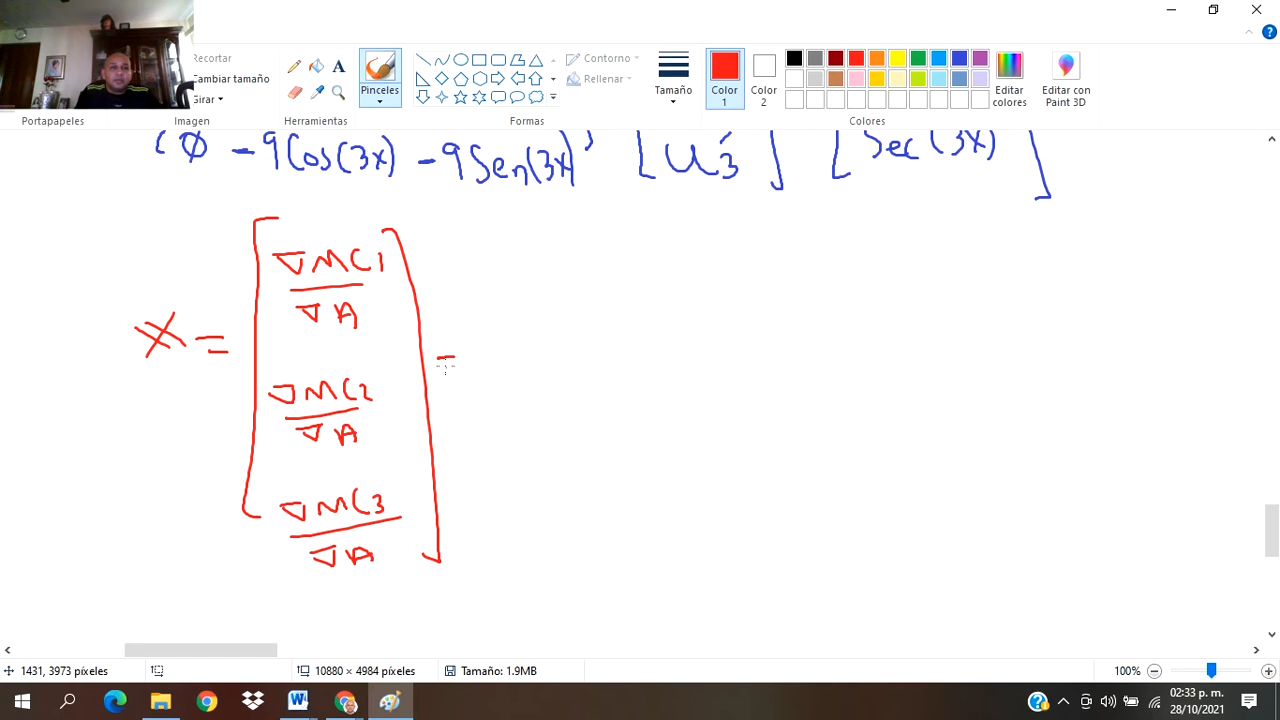 Recortar
Cambiar tamaño
Girar
Pinceles
Contorno
Rellenar
Tamaño
Color
1
Color
2
Editar
colores
Editar con
Paint 3D
Portapapeles
Imagen
Herramientas
Formas
Colores
0 - 9Cos(3x) - 9Sen(3x)
U'3
Sec(3x)
∇MC1
∇A
X =
=
∇MC2
∇A
∇MC3
∇A
1431, 3973 píxeles
10880 × 4984 píxeles
Tamaño: 1.9MB
100%
02:33 p. m.
28/10/2021